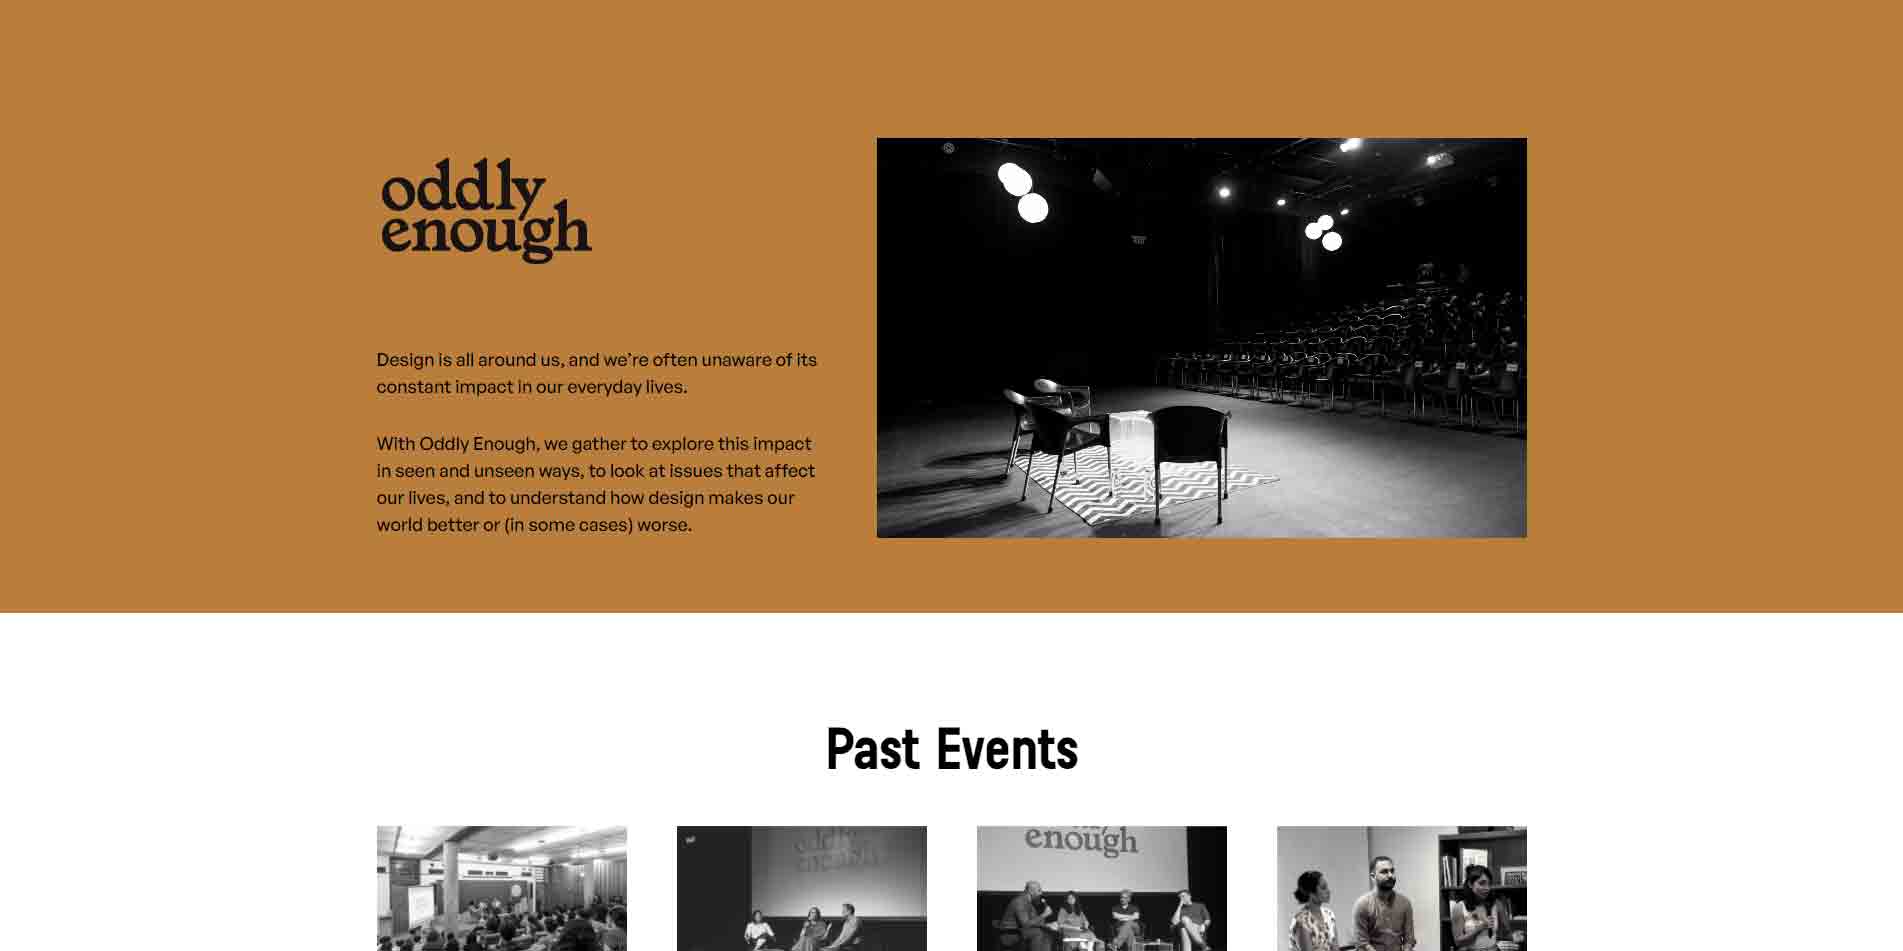 oddly
enough
Design is all around us, and we’re often unaware of its
constant impact in our everyday lives.
With Oddly Enough, we gather to explore this impact
in seen and unseen ways, to look at issues that affect
our lives, and to understand how design makes our
world better or (in some cases) worse.
Past Events
oddly
enough
enough